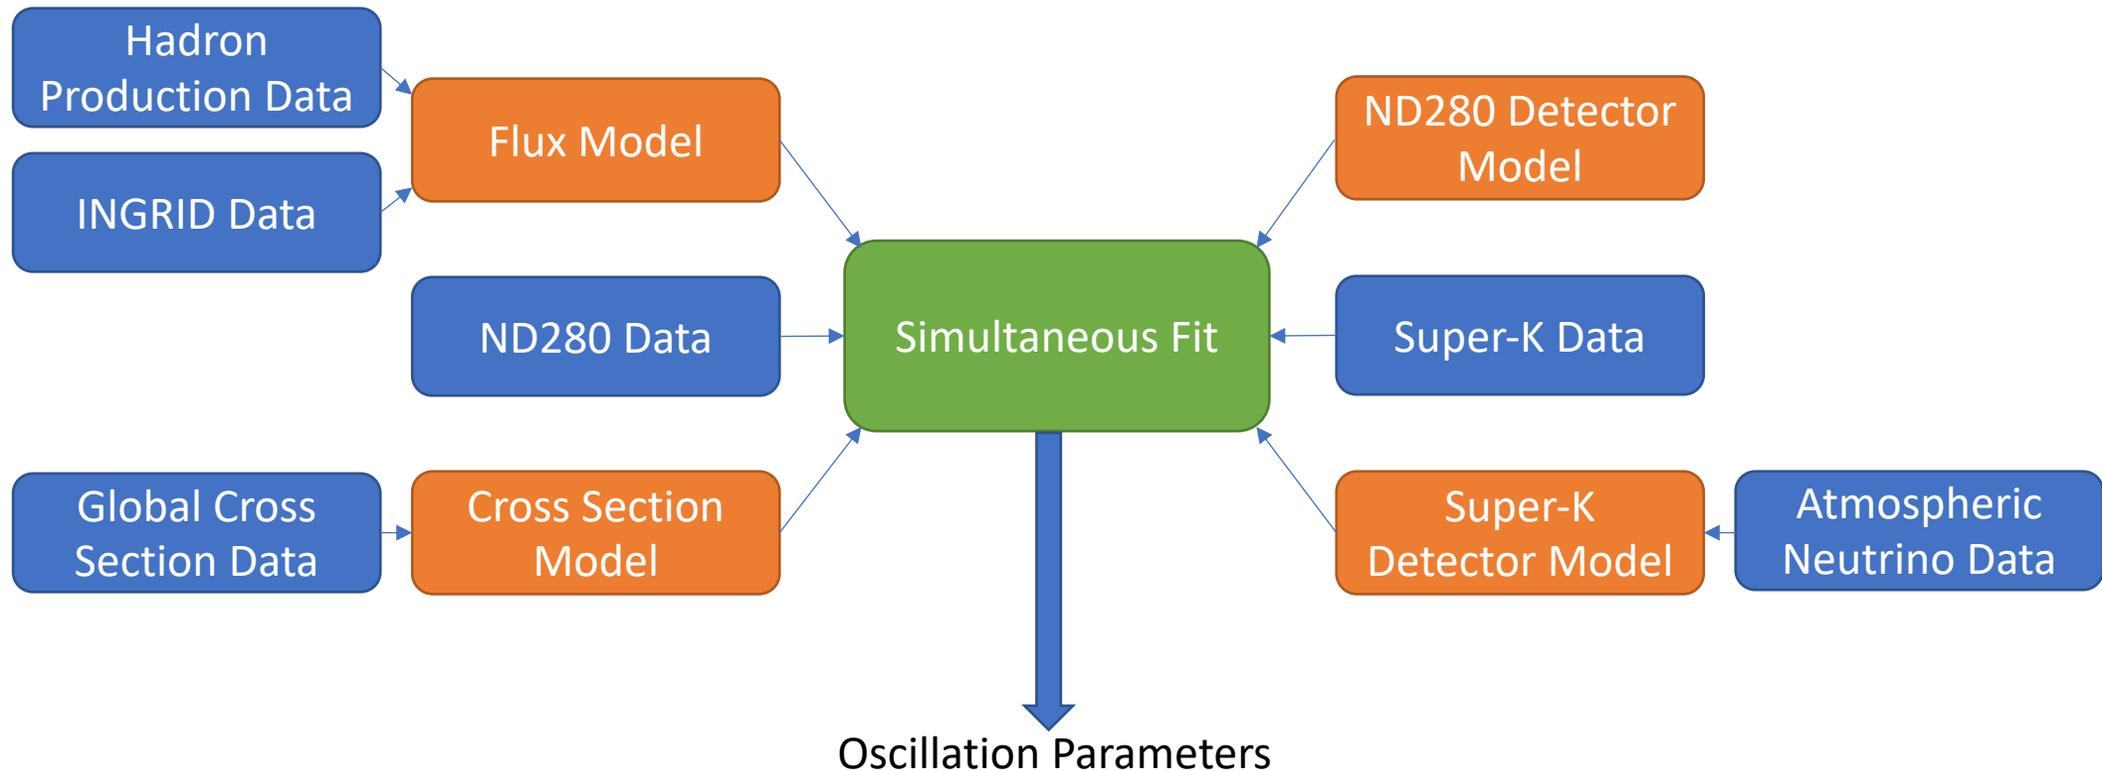 Hadron
Production Data
INGRID Data
Flux Model
ND280 Data
Global Cross
Section Data
Cross Section
Model
Simultaneous Fit
ND280 Detector
Model
Super-K Data
Super-K
Detector Model
Atmospheric
Neutrino Data
Oscillation Parameters